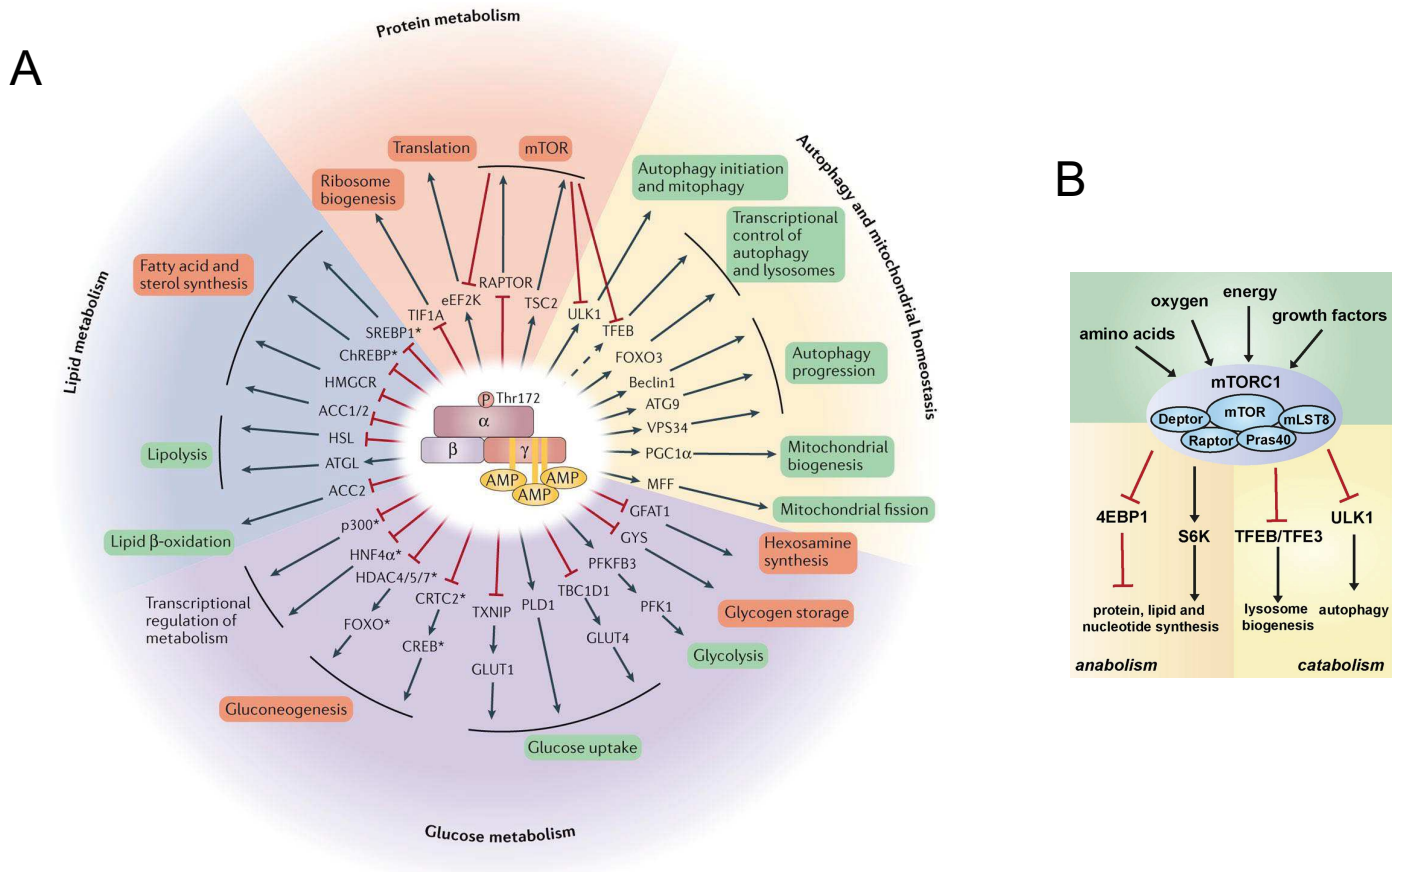 A
Protein metabolism
Translation
mTOR
Ribosome
biogenesis
Autophagy initiation
and mitophagy
Transcriptional
control of
autophagy
and lysosomes
Autophagy and mitochondrial homeostasis
Fatty acid and
sterol synthesis
Lipid metabolism
RAPTOR
eEF2K
TSC2
TIF1A
ULK1
TFEB
SREBP1*
ChREBP*
FOXO3
HMGCR
Beclin1
Autophagy
progression
ACC1/2
ATG9
P
Thr172
α
HSL
VPS34
Lipolysis
β
γ
ATGL
PGC1α
Mitochondrial
biogenesis
ACC2
AMP
AMP
AMP
MFF
Mitochondrial fission
p300*
GFAT1
Lipid β-oxidation
GYS
Hexosamine
synthesis
HNF4α*
PFKFB3
HDAC4/5/7*
TBC1D1
CRTC2*
TXNIP
PLD1
PFK1
Glycogen storage
Transcriptional
regulation of
metabolism
FOXO*
GLUT4
CREB*
Glycolysis
GLUT1
Gluconeogenesis
Glucose uptake
Glucose metabolism
B
oxygen
energy
growth factors
amino acids
mTORC1
mTOR
Deptor
mLST8
Raptor
Pras40
4EBP1
S6K
TFEB/TFE3
ULK1
protein, lipid and
nucleotide synthesis
lysosome
biogenesis
autophagy
anabolism
catabolism